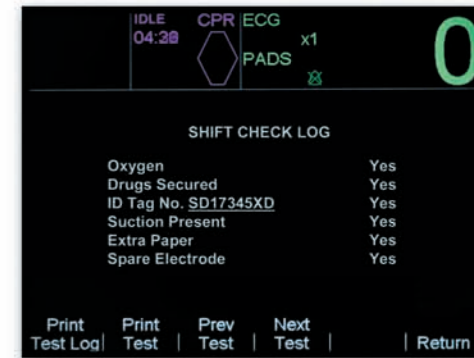 IDLE CPR ECG
x1
PADS
0
SHIFT CHECK LOG
Oxygen Yes
Drugs Secured Yes
ID Tag No. SD17345XD Yes
Suction Present Yes
Extra Paper Yes
Spare Electrode Yes
Print Test Log Print Test Prev Test Next Test Return